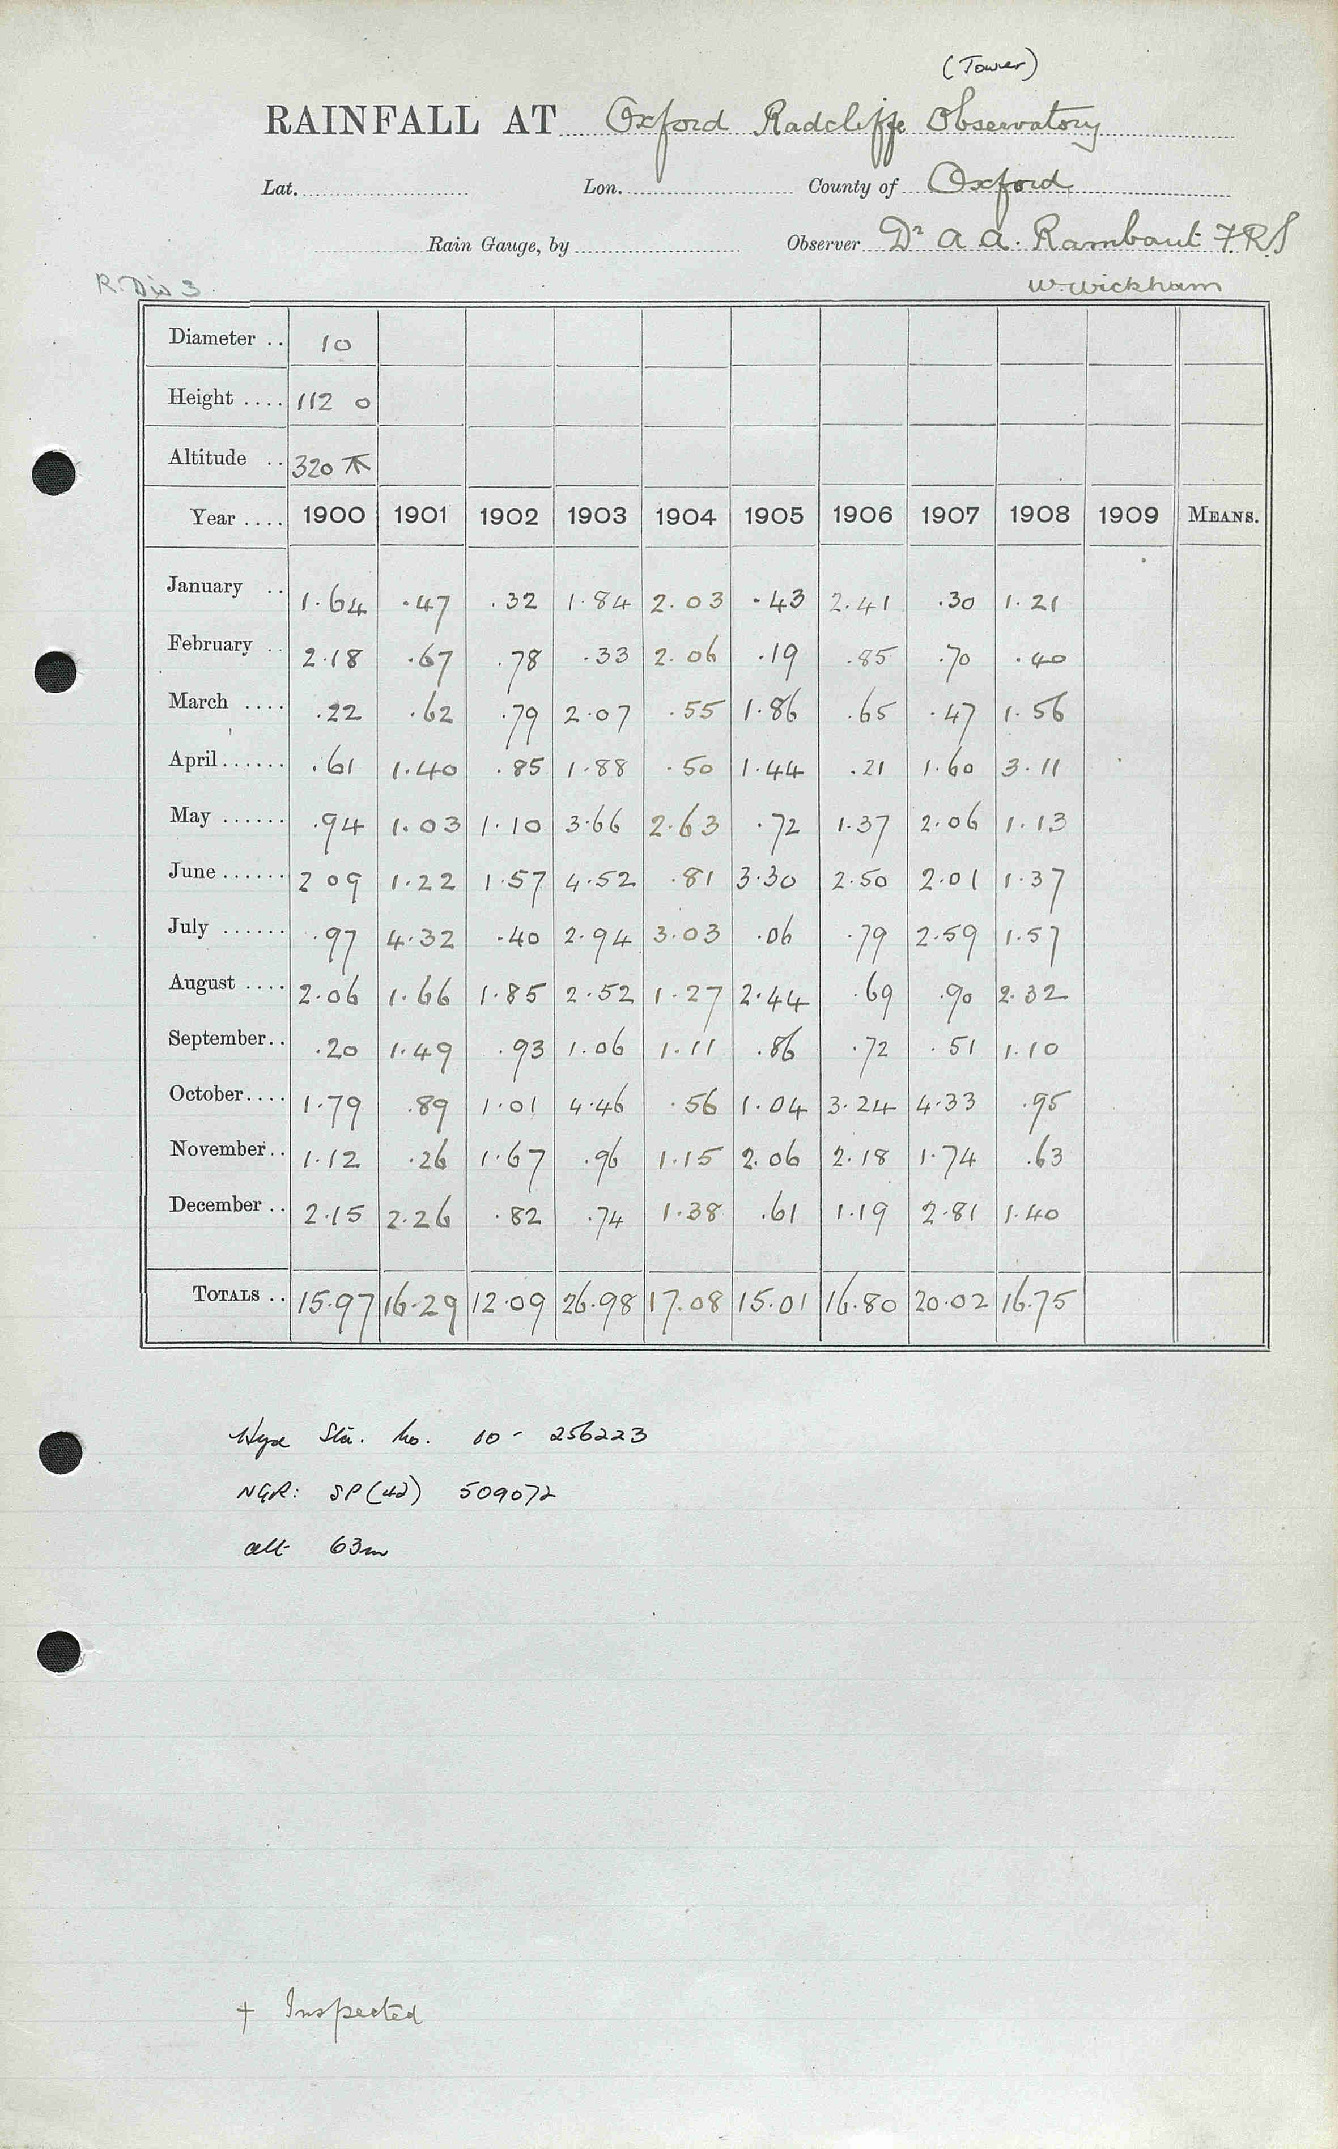 (Tower)
RAINFALL AT Oxford Radcliffe Observatory
Lat. Lon. County of Oxford
Rain Gauge, by Observer Dr A A. Rambaut FRS
R. Dis 3 W. Wickham
Diameter .. 10
Height .... 112 0
Altitude .. 320
Year .... 1900 1901 1902 1903 1904 1905 1906 1907 1908 1909 MEANS.
January .. 1.64 .47 .32 1.84 2.03 .43 2.41 .30 1.21
February .. 2.18 .67 .78 .33 2.06 .19 .85 .70 .40
March .... .22 .62 .79 2.07 .55 1.86 .65 .47 1.56
April ...... .61 1.40 .85 1.88 .50 1.44 .21 1.60 3.11
May ...... .94 1.03 1.10 3.66 2.63 .72 1.37 2.06 1.13
June ...... 2 09 1.22 1.57 4.52 .81 3.30 2.50 2.01 1.37
July ...... .97 4.32 .40 2.94 3.03 .06 .79 2.59 1.57
August .... 2.06 1.66 1.85 2.52 1.27 2.44 .69 .90 2.32
September.. .20 1.49 .93 1.06 1.11 .86 .72 .51 1.10
October.... 1.79 .89 1.01 4.46 .56 1.04 3.24 4.33 .95
November.. 1.12 .26 1.67 .96 1.15 2.06 2.18 1.74 .63
December .. 2.15 2.26 .82 .74 1.38 .61 1.19 2.81 1.40
TOTALS .. 15.97 16.29 12.09 26.98 17.08 15.01 16.80 20.02 16.75
Sta. No. 10 - 256223
NGR: SP(42) 509072
alt 63m
+ Inspected